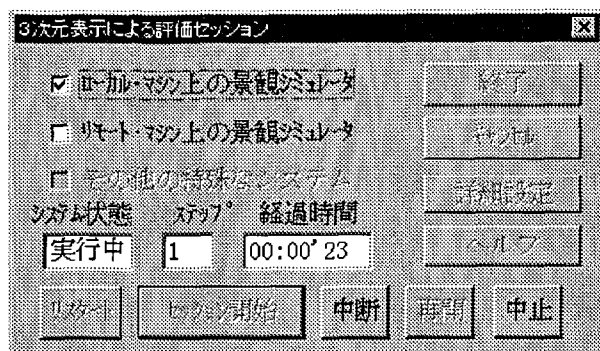 3次元表示による評価セッション
ローカル・マシン上の景観シミュレータ
終了
リモート・マシン上の景観シミュレータ
キャンセル
その他の特殊なシステム
詳細設定
システム状態 ステップ 経過時間
ヘルプ
実行中 1 00:00'23
リスタート セッション開始 中断 再開 中止